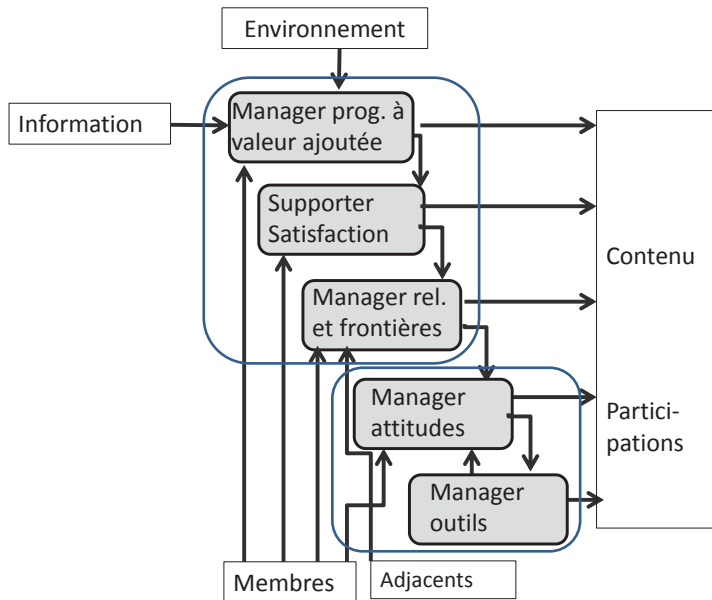 Environnement
Information
Manager prog. à
valeur ajoutée
Supporter
Satisfaction
Contenu
Manager rel.
et frontières
Manager
attitudes
Partici-
pations
Manager
outils
Membres
Adjacents